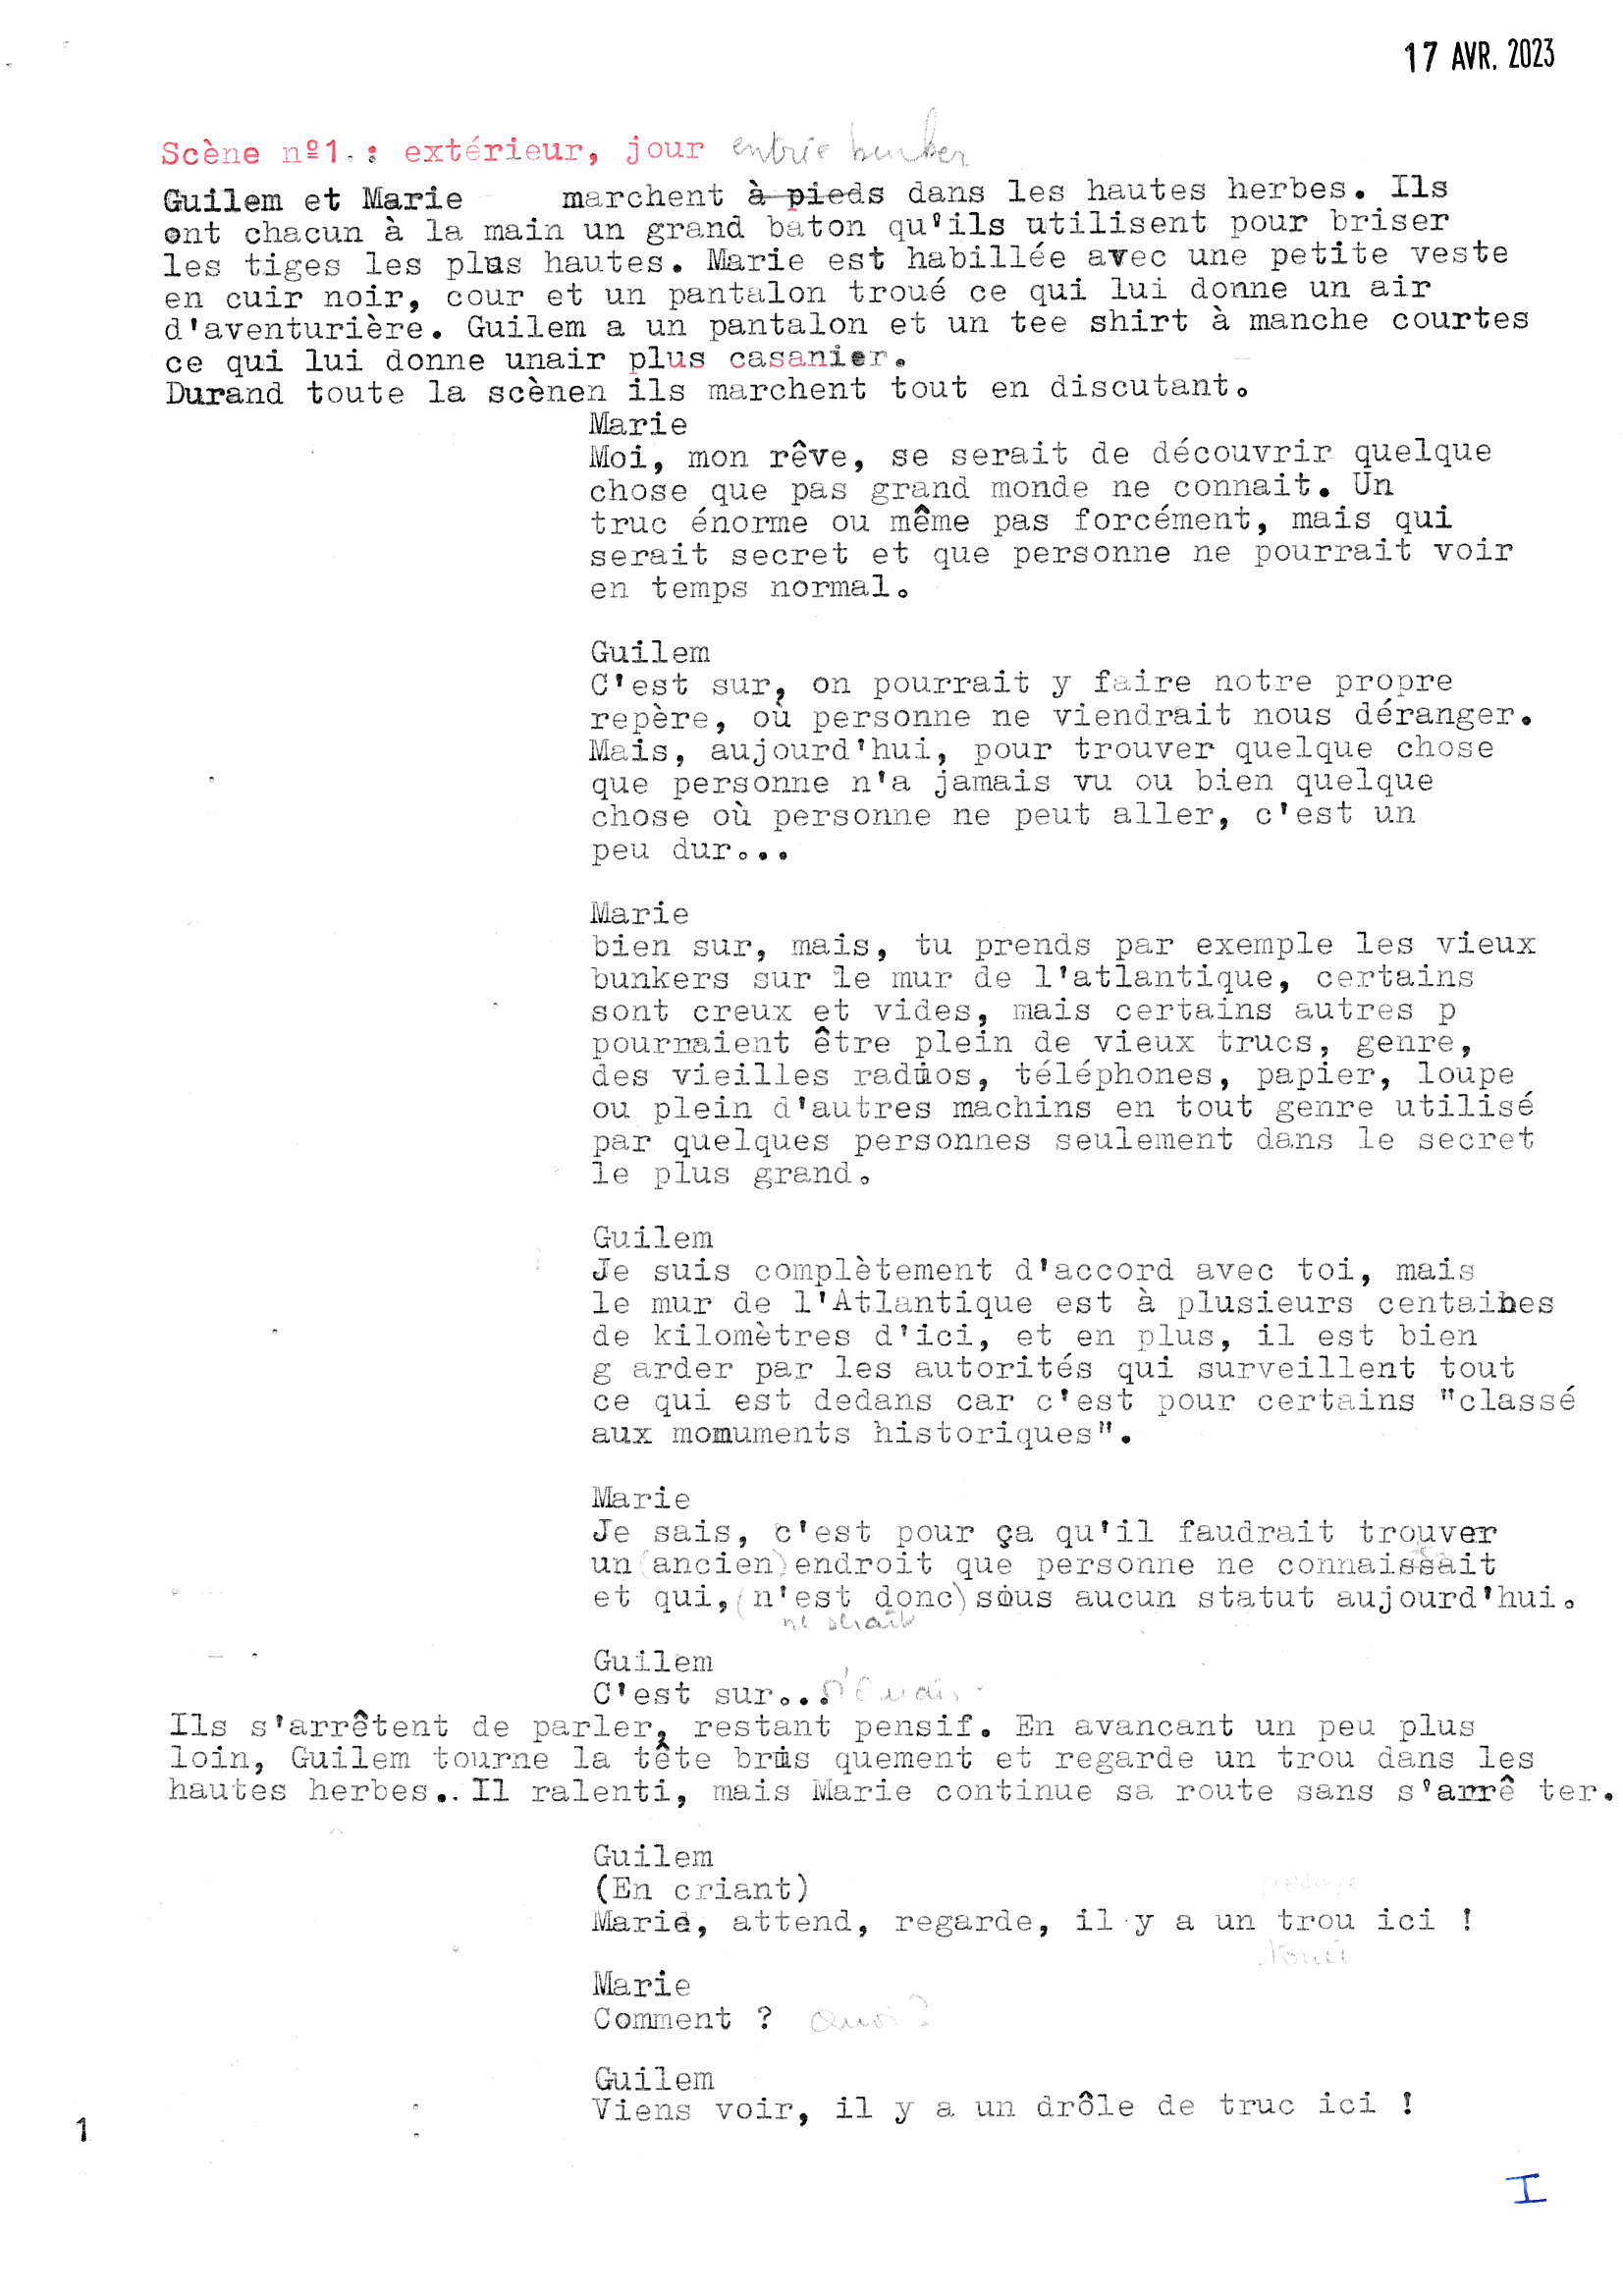 17 AVR. 2023
Scène nº1. : extérieur, jour entrée bunker
Guilem et Marie marchent à pieds dans les hautes herbes. Ils
ont chacun à la main un grand baton qu'ils utilisent pour briser
les tiges les plus hautes. Marie est habillée avec une petite veste
en cuir noir, cour et un pantalon troué ce qui lui donne un air
d'aventurière. Guilem a un pantalon et un tee shirt à manche courtes
ce qui lui donne unair plus casanier.
Durand toute la scènen ils marchent tout en discutant.
Marie
Moi, mon rêve, se serait de découvrir quelque
chose que pas grand monde ne connait. Un
truc énorme ou même pas forcément, mais qui
serait secret et que personne ne pourrait voir
en temps normal.
Guilem
C'est sur, on pourrait y faire notre propre
repère, où personne ne viendrait nous déranger.
Mais, aujourd'hui, pour trouver quelque chose
que personne n'a jamais vu ou bien quelque
chose où personne ne peut aller, c'est un
peu dur...
Marie
bien sur, mais, tu prends par exemple les vieux
bunkers sur le mur de l'atlantique, certains
sont creux et vides, mais certains autres p
pourraient être plein de vieux trucs, genre,
des vieilles radios, téléphones, papier, loupe
ou plein d'autres machins en tout genre utilisé
par quelques personnes seulement dans le secret
le plus grand.
Guilem
Je suis complètement d'accord avec toi, mais
le mur de l'Atlantique est à plusieurs centaines
de kilomètres d'ici, et en plus, il est bien
g arder par les autorités qui surveillent tout
ce qui est dedans car c'est pour certains "classé
aux monuments historiques".
Marie
Je sais, c'est pour ça qu'il faudrait trouver
un (ancien) endroit que personne ne connaissait
et qui, (n'est donc) sous aucun statut aujourd'hui.
ne serait
Guilem
C'est sur...
Ils s'arrêtent de parler, restant pensif. En avancant un peu plus
loin, Guilem tourne la tête brus quement et regarde un trou dans les
hautes herbes.. Il ralenti, mais Marie continue sa route sans s'arrê ter.
Guilem
(En criant)
Marie, attend, regarde, il y a un trou ici !
Marie
Comment ? Quoi ?
Guilem
Viens voir, il y a un drôle de truc ici !
1
I